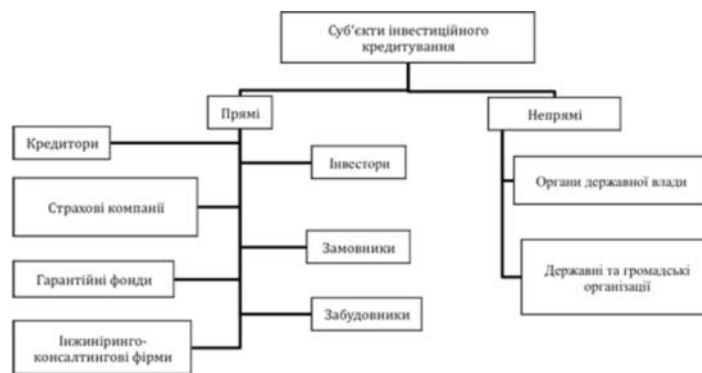 Суб'єкти інвестиційного
кредитування
Прямі
Непрямі
Кредитори
Інвестори
Органи державної влади
Страхові компанії
Замовники
Державні та громадські
організації
Гарантійні фонди
Забудовники
Інжиніринго-
консалтингові фірми